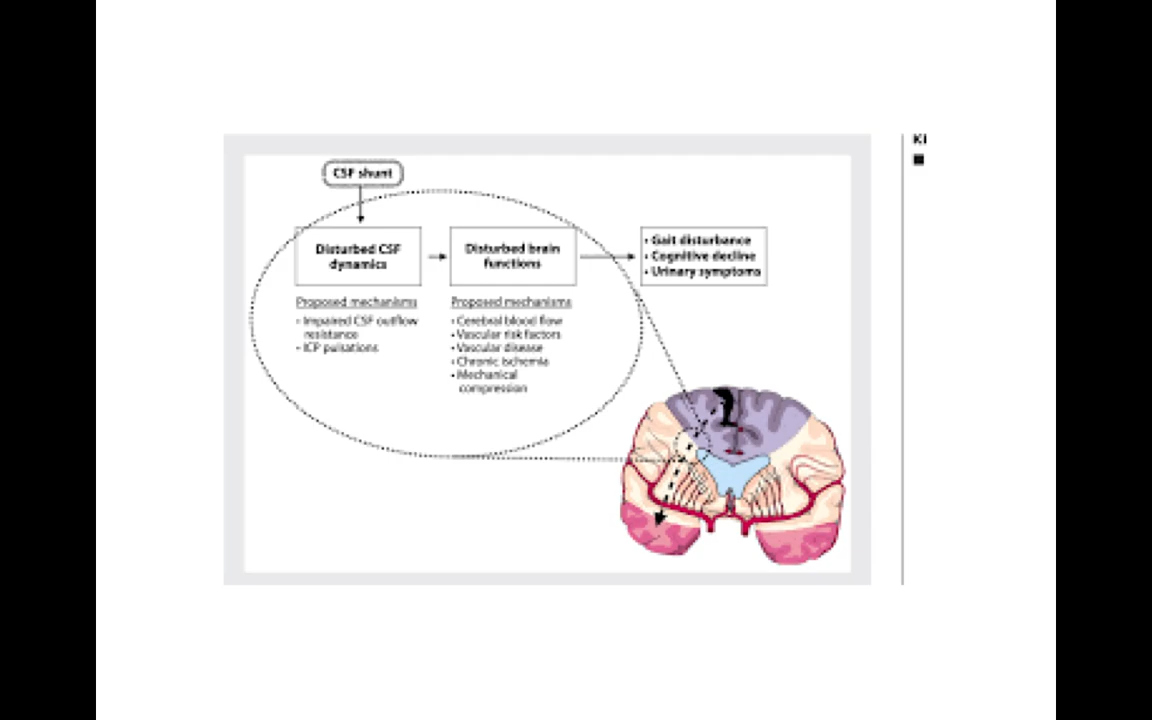 KI
CSF shunt
Disturbed CSF
dynamics
Disturbed brain
functions
• Gait disturbance
• Cognitive decline
• Urinary symptoms
Proposed mechanisms
• Impaired CSF outflow
resistance
• ICP pulsations
Proposed mechanisms
• Cerebral blood flow
• Vascular risk factors
• Vascular disease
• Chronic ischemia
• Mechanical
compression